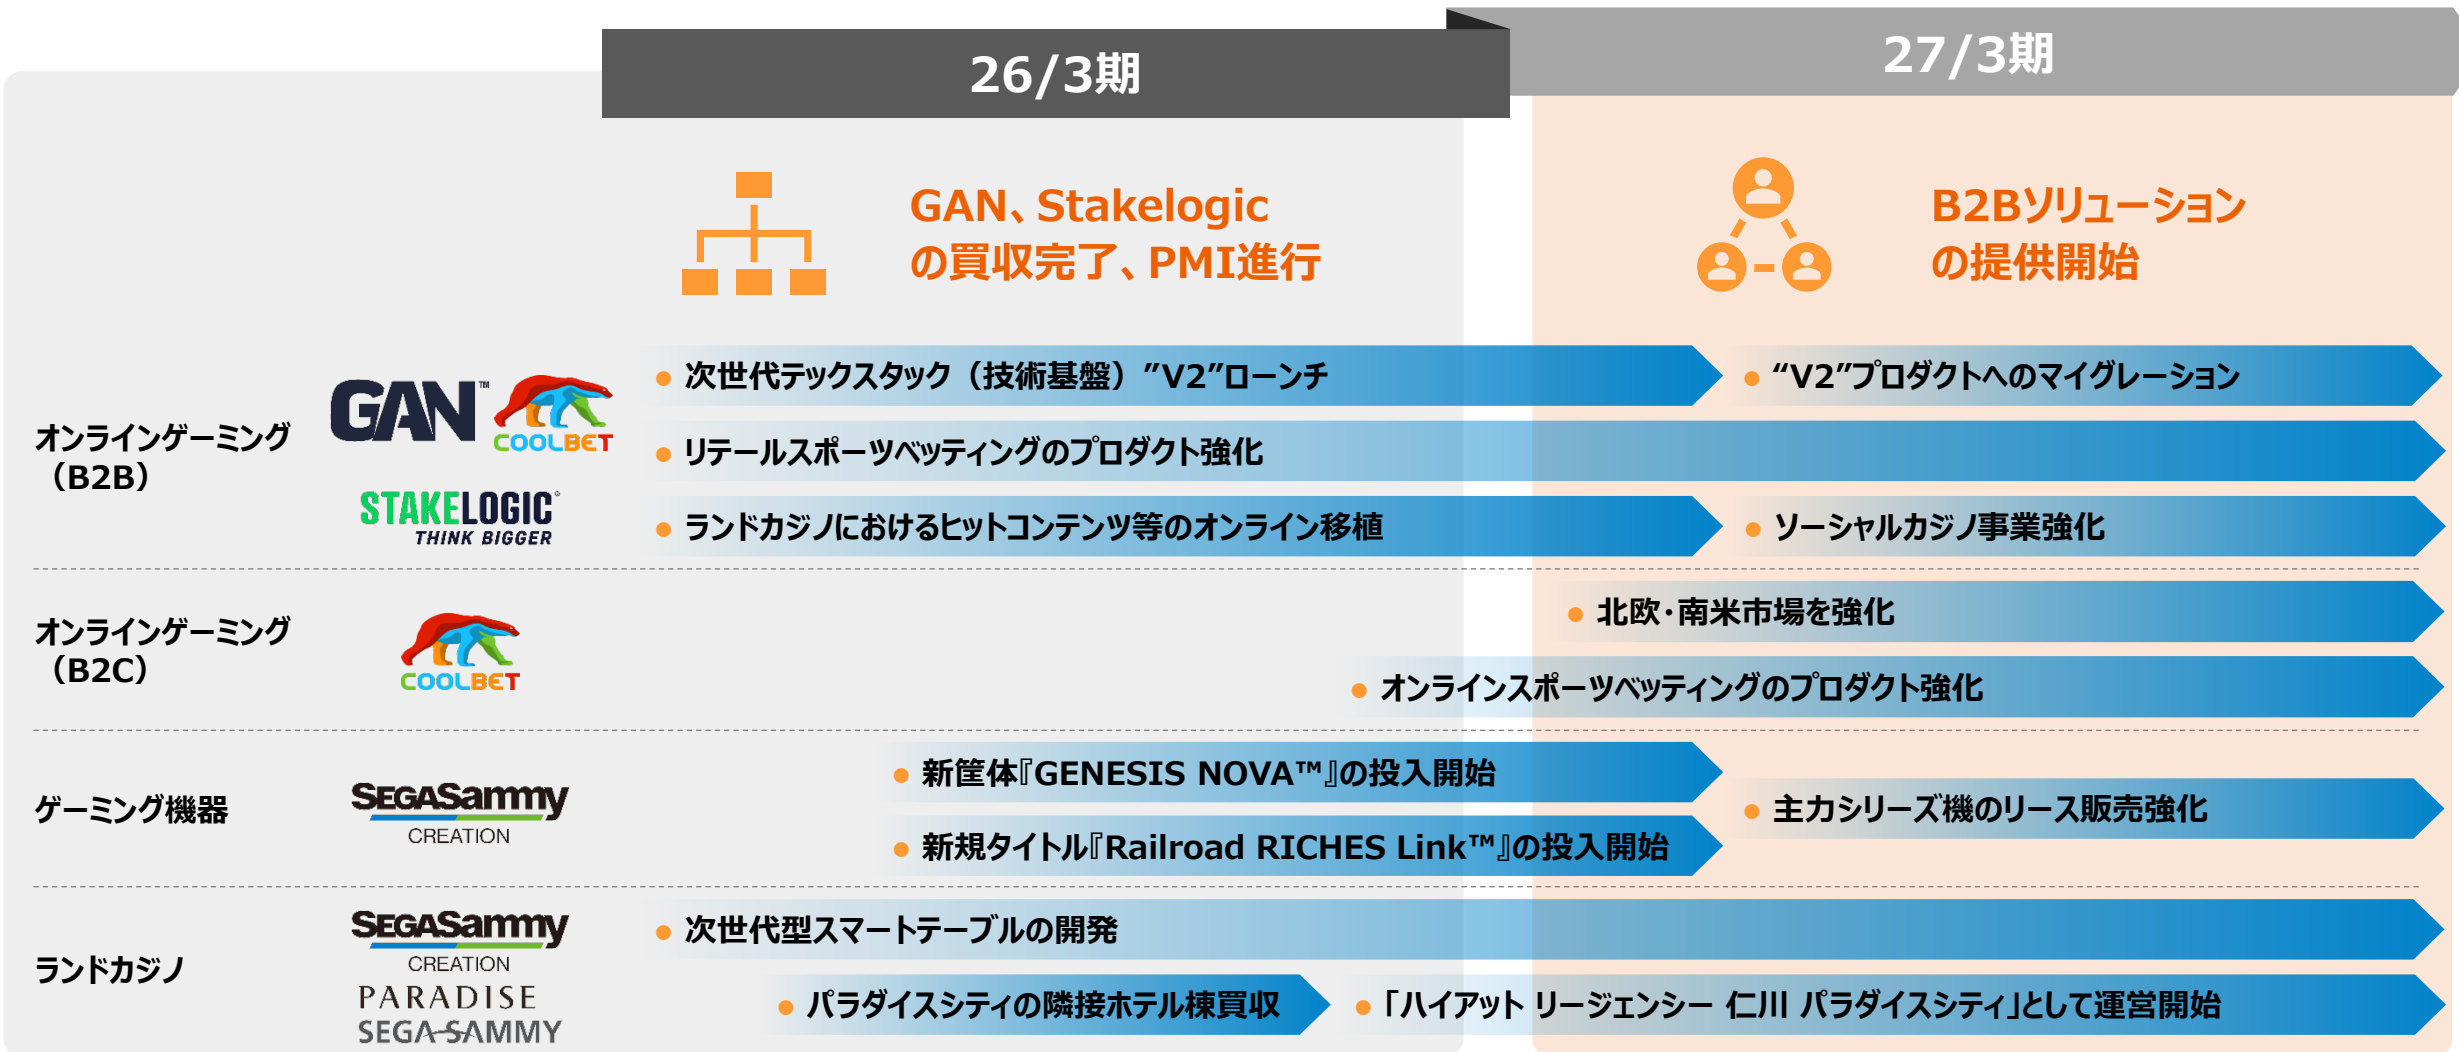 26/3期
27/3期
GAN、Stakelogic
の買収完了、PMI進行
B2Bソリューション
の提供開始
オンラインゲーミング
（B2B）
GAN™
COOLBET
STAKELOGIC
THINK BIGGER
● 次世代テックスタック（技術基盤）”V2”ローンチ
● “V2”プロダクトへのマイグレーション
● リテールスポーツベッティングのプロダクト強化
● ランドカジノにおけるヒットコンテンツ等のオンライン移植
● ソーシャルカジノ事業強化
オンラインゲーミング
（B2C）
COOLBET
● 北欧・南米市場を強化
● オンラインスポーツベッティングのプロダクト強化
ゲーミング機器
SEGASammy
CREATION
● 新筐体『GENESIS NOVA™』の投入開始
● 新規タイトル『Railroad RICHES Link™』の投入開始
● 主力シリーズ機のリース販売強化
ランドカジノ
SEGASammy
CREATION
PARADISE
SEGA SAMMY
● 次世代型スマートテーブルの開発
● パラダイスシティの隣接ホテル棟買収
● 「ハイアット リージェンシー 仁川 パラダイスシティ」として運営開始